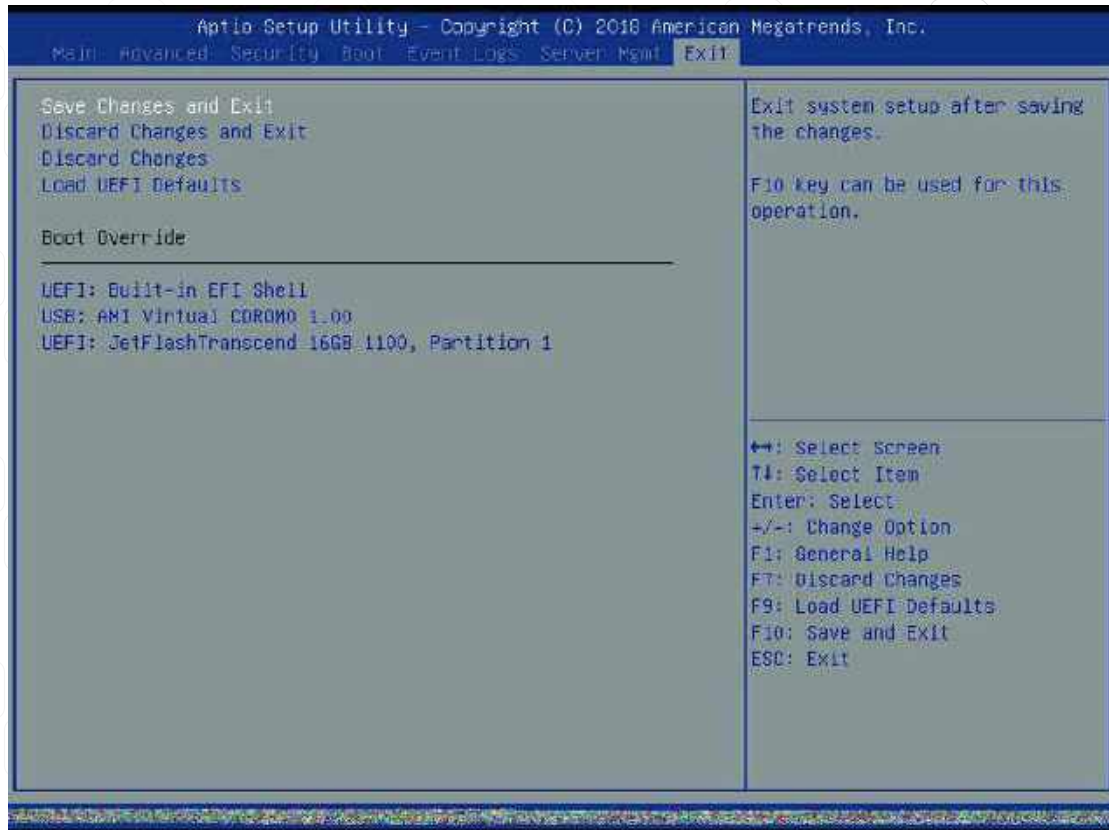 Aptio Setup Utility – Copyright (C) 2018 American Megatrends, Inc.
Main Advanced Security Boot Event Logs Server Mgmt Exit
Save Changes and Exit
Discard Changes and Exit
Discard Changes
Load UEFI Defaults
Boot Override
UEFI: Built-in EFI Shell
USB: AMI Virtual CDROM0 1.00
UEFI: JetFlashTranscend 16GB 1100, Partition 1
Exit system setup after saving
the changes.
F10 key can be used for this
operation.
↔: Select Screen
↑↓: Select Item
Enter: Select
+/-: Change Option
F1: General Help
F7: Discard Changes
F9: Load UEFI Defaults
F10: Save and Exit
ESC: Exit